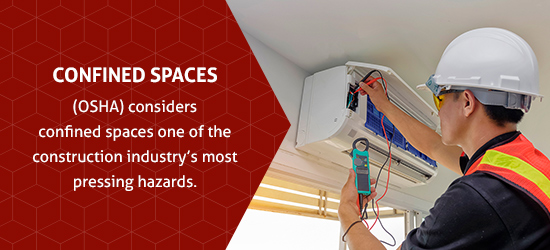 CONFINED SPACES
(OSHA) considers
confined spaces one of the
construction industry's most
pressing hazards.